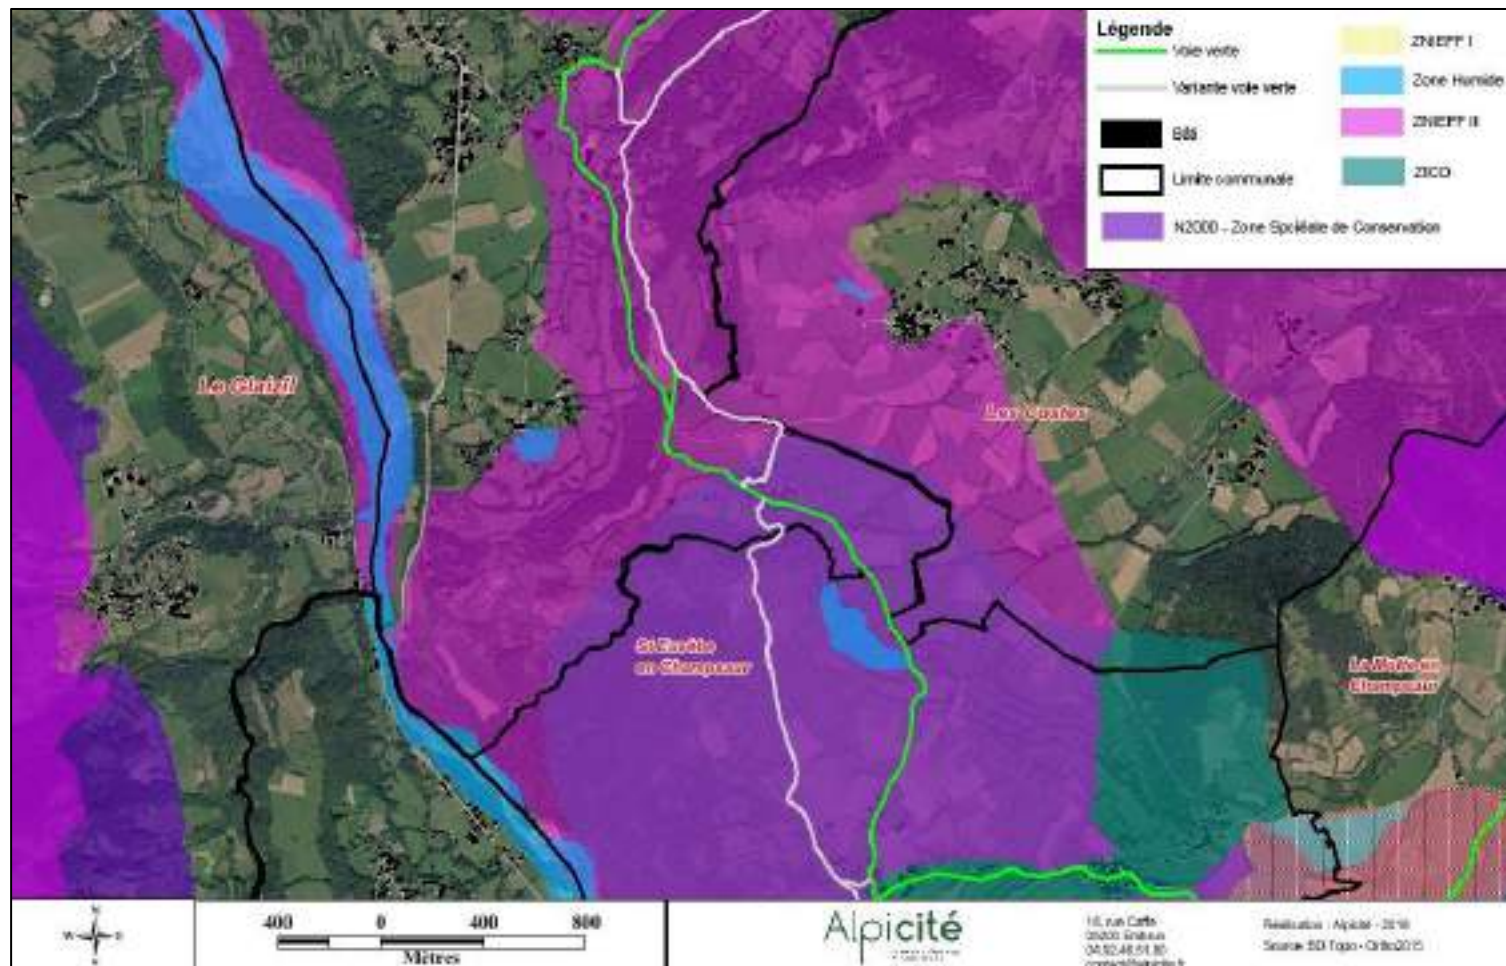 Légende
Voie verte
Variante voie verte
Bâti
Limite communale
N2000 - Zone Spéciale de Conservation
ZNIEFF I
Zone Humide
ZNIEFF II
ZICO
Le Glaizil
Les Costes
St Eusèbe
en Champsaur
La Motte en
Champsaur
N
W
400 0 400 800
Mètres
Alpicité
Réalisation : Alpicité - 2016
Source BD Topo - Ortho2015